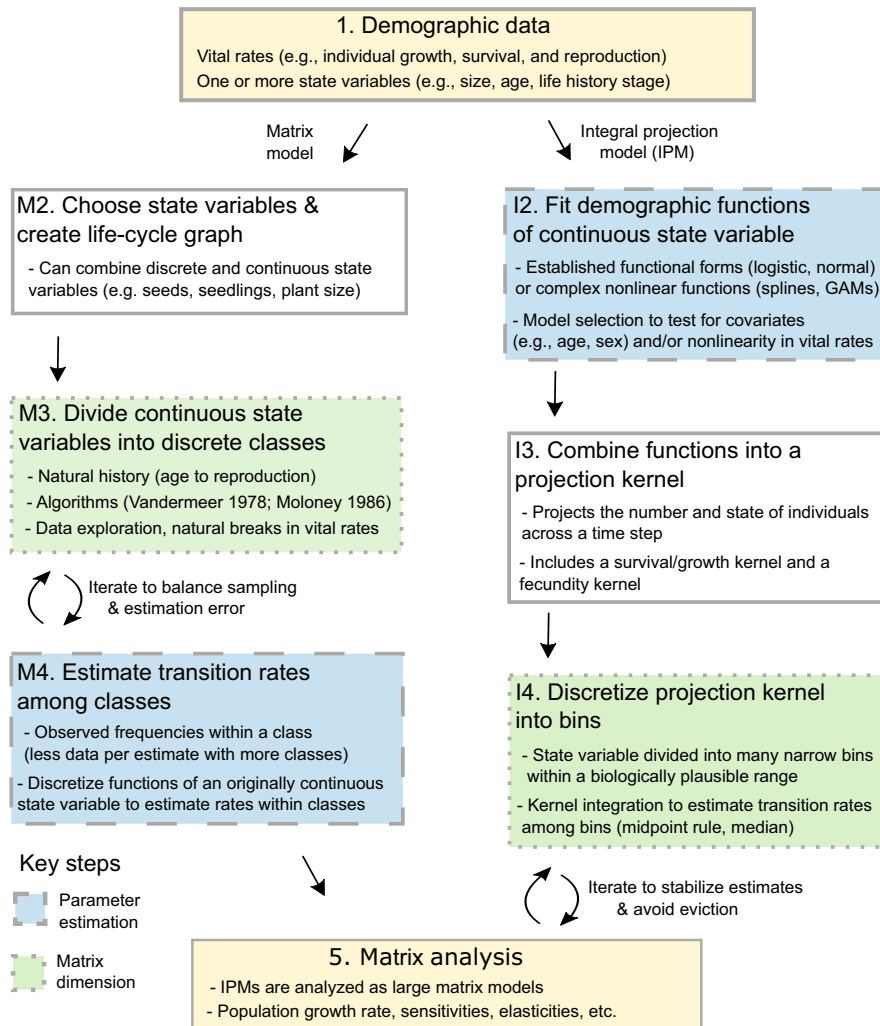 1. Demographic data
Vital rates (e.g., individual growth, survival, and reproduction)
One or more state variables (e.g., size, age, life history stage)
Matrix
model
Integral projection
model (IPM)
M2. Choose state variables &
create life-cycle graph
- Can combine discrete and continuous state
variables (e.g. seeds, seedlings, plant size)
M3. Divide continuous state
variables into discrete classes
- Natural history (age to reproduction)
- Algorithms (Vandermeer 1978; Moloney 1986)
- Data exploration, natural breaks in vital rates
Iterate to balance sampling
& estimation error
M4. Estimate transition rates
among classes
- Observed frequencies within a class
(less data per estimate with more classes)
- Discretize functions of an originally continuous
state variable to estimate rates within classes
I2. Fit demographic functions
of continuous state variable
- Established functional forms (logistic, normal)
or complex nonlinear functions (splines, GAMs)
- Model selection to test for covariates
(e.g., age, sex) and/or nonlinearity in vital rates
I3. Combine functions into a
projection kernel
- Projects the number and state of individuals
across a time step
- Includes a survival/growth kernel and a
fecundity kernel
I4. Discretize projection kernel
into bins
- State variable divided into many narrow bins
within a biologically plausible range
- Kernel integration to estimate transition rates
among bins (midpoint rule, median)
Iterate to stabilize estimates
& avoid eviction
Key steps
Parameter
estimation
Matrix
dimension
5. Matrix analysis
- IPMs are analyzed as large matrix models
- Population growth rate, sensitivities, elasticities, etc.